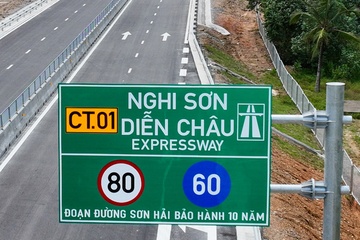 NGHI SƠN
CT.01
DIỄN CHÂU
EXPRESSWAY
80
60
ĐOẠN ĐƯỜNG SƠN HẢI BẢO HÀNH 10 NĂM